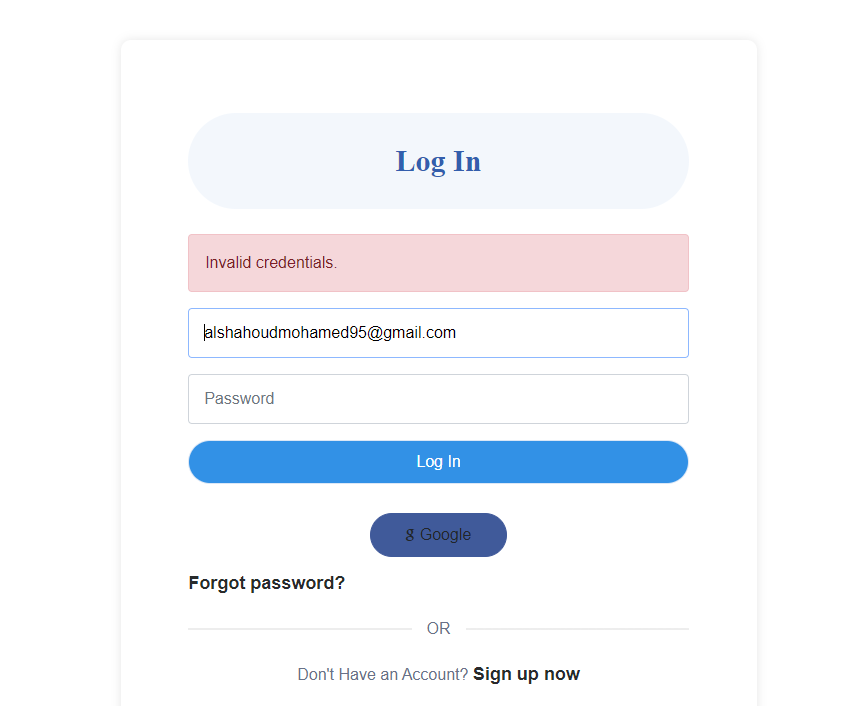 Log In
Invalid credentials.
alshahoudmohamed95@gmail.com
Password
Log In
g Google
Forgot password?
OR
Don't Have an Account? Sign up now